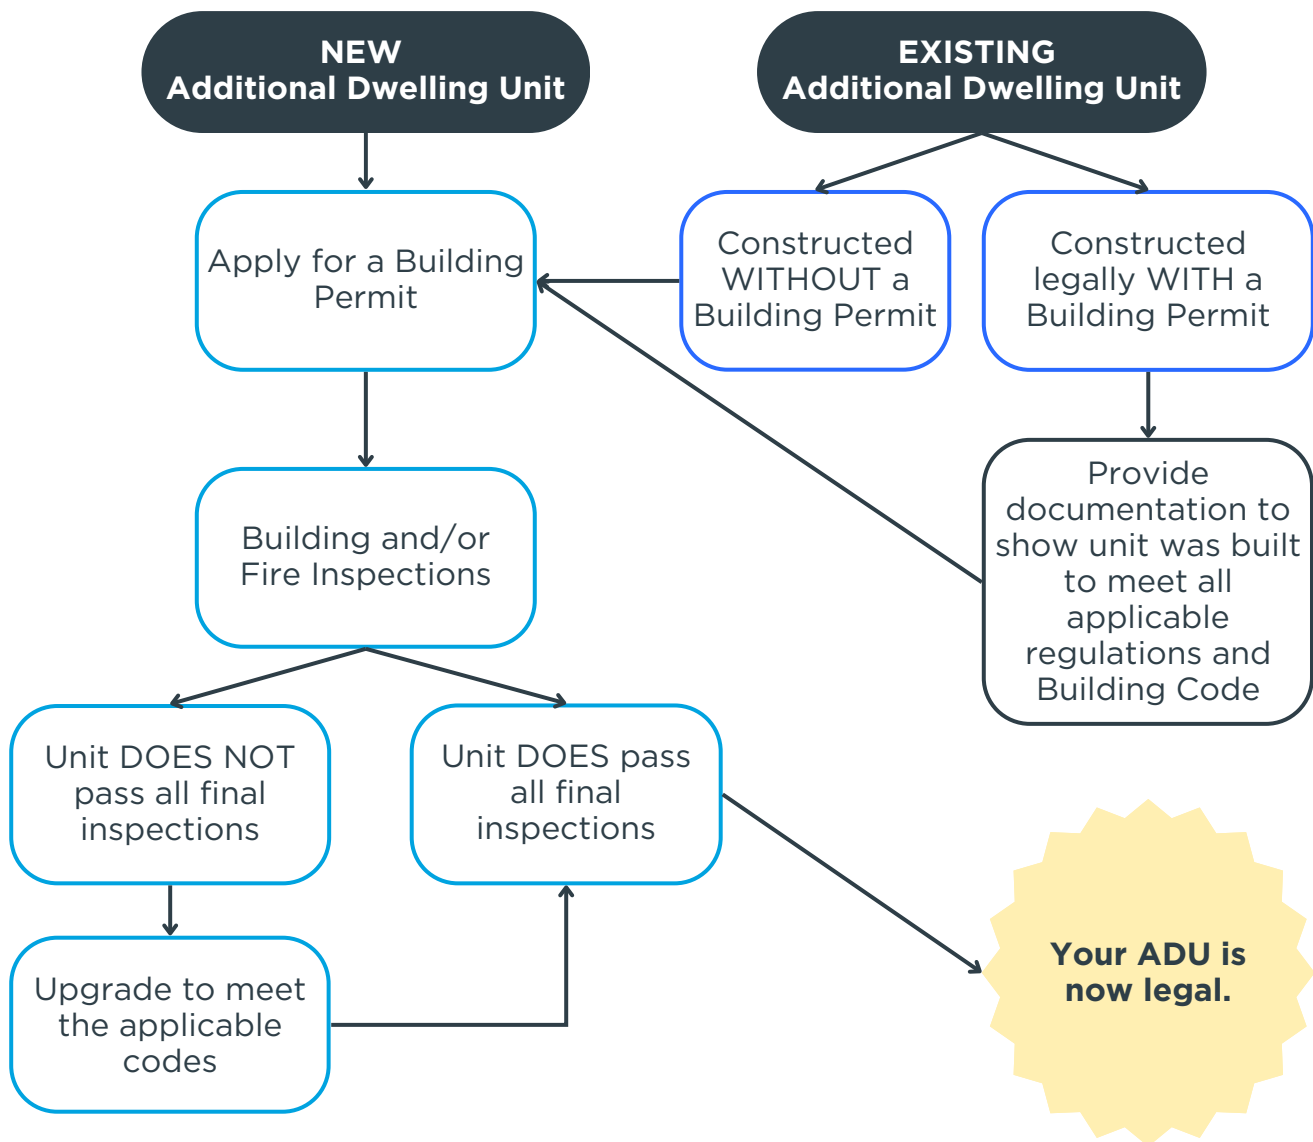 NEW
Additional Dwelling Unit
EXISTING
Additional Dwelling Unit
Apply for a Building
Permit
Constructed
WITHOUT a
Building Permit
Constructed
legally WITH a
Building Permit
Provide
documentation to
show unit was built
to meet all
applicable
regulations and
Building Code
Building and/or
Fire Inspections
Unit DOES NOT
pass all final
inspections
Unit DOES pass
all final
inspections
Upgrade to meet
the applicable
codes
Your ADU is
now legal.